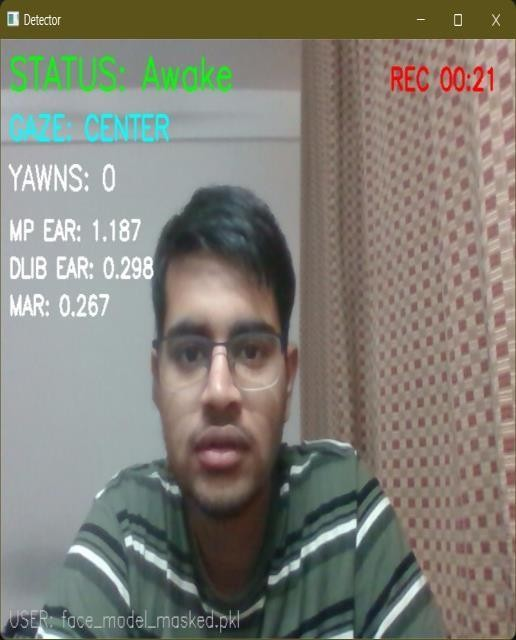 Detector
STATUS: Awake
REC 00:21
GAZE: CENTER
YAWNS: 0
MP EAR: 1.187
DLIB EAR: 0.298
MAR: 0.267
USER: face_model_masked.pkl